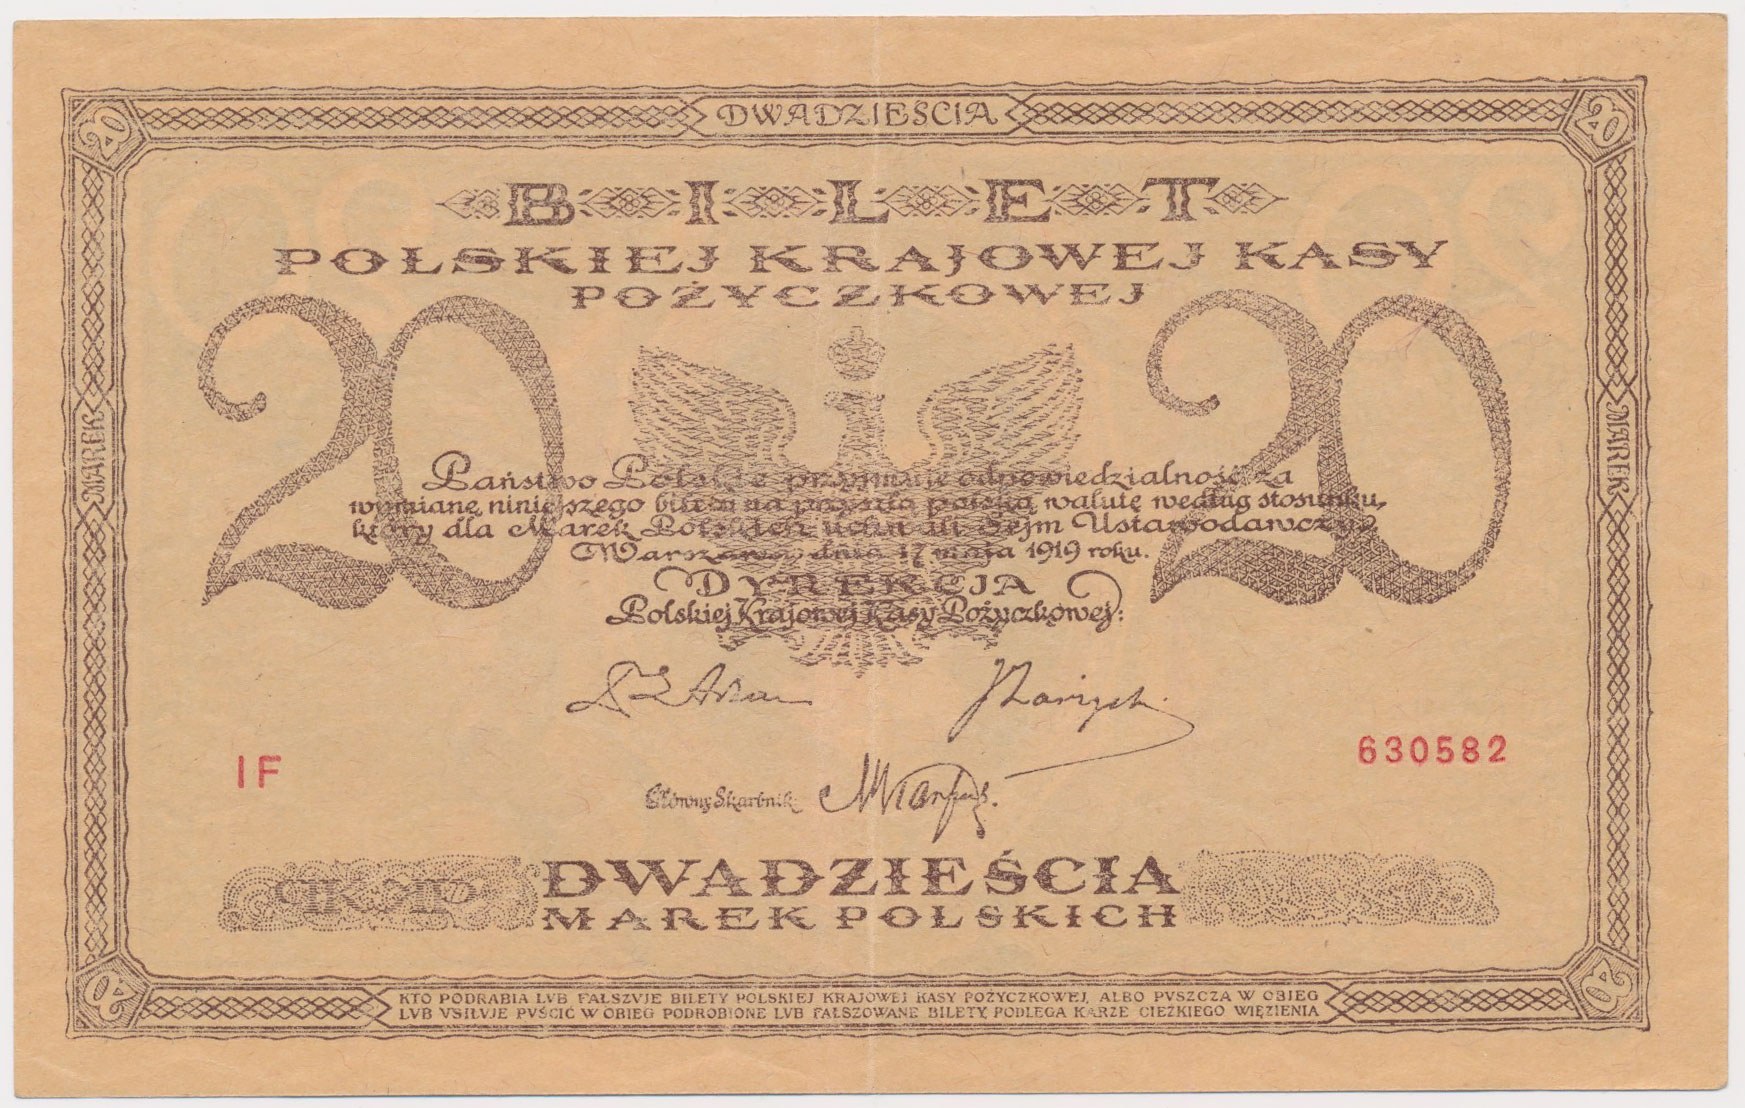 DWADZIEŚCIA
20 20
BILET
POLSKIEJ KRAJOWEJ KASY
POŻYCZKOWEJ
20 20
MAREK MAREK
Państwo Polskie przyjmuje odpowiedzialność za
wymianę niniejszego biletu na przyszłą polską walutę według stosunku,
który dla Marek Polskich uchwali Sejm Ustawodawczy.
Warszawa, dnia 17 maja 1919 roku.
DYREKCJA
Polskiej Krajowej Kasy Pożyczkowej:
IF 630582
Główny Skarbnik
DWADZIEŚCIA
MAREK POLSKICH
20 20
KTO PODRABIA LVB FAŁSZVJE BILETY POLSKIEJ KRAJOWEJ KASY POŻYCZKOWEJ, ALBO PVSZCZA W OBIEG
LVB VSIŁVJE PVŚCIĆ W OBIEG PODROBIONE LVB FAŁSZOWANE BILETY, PODLEGA KARZE CIĘŻKIEGO WIĘZIENIA